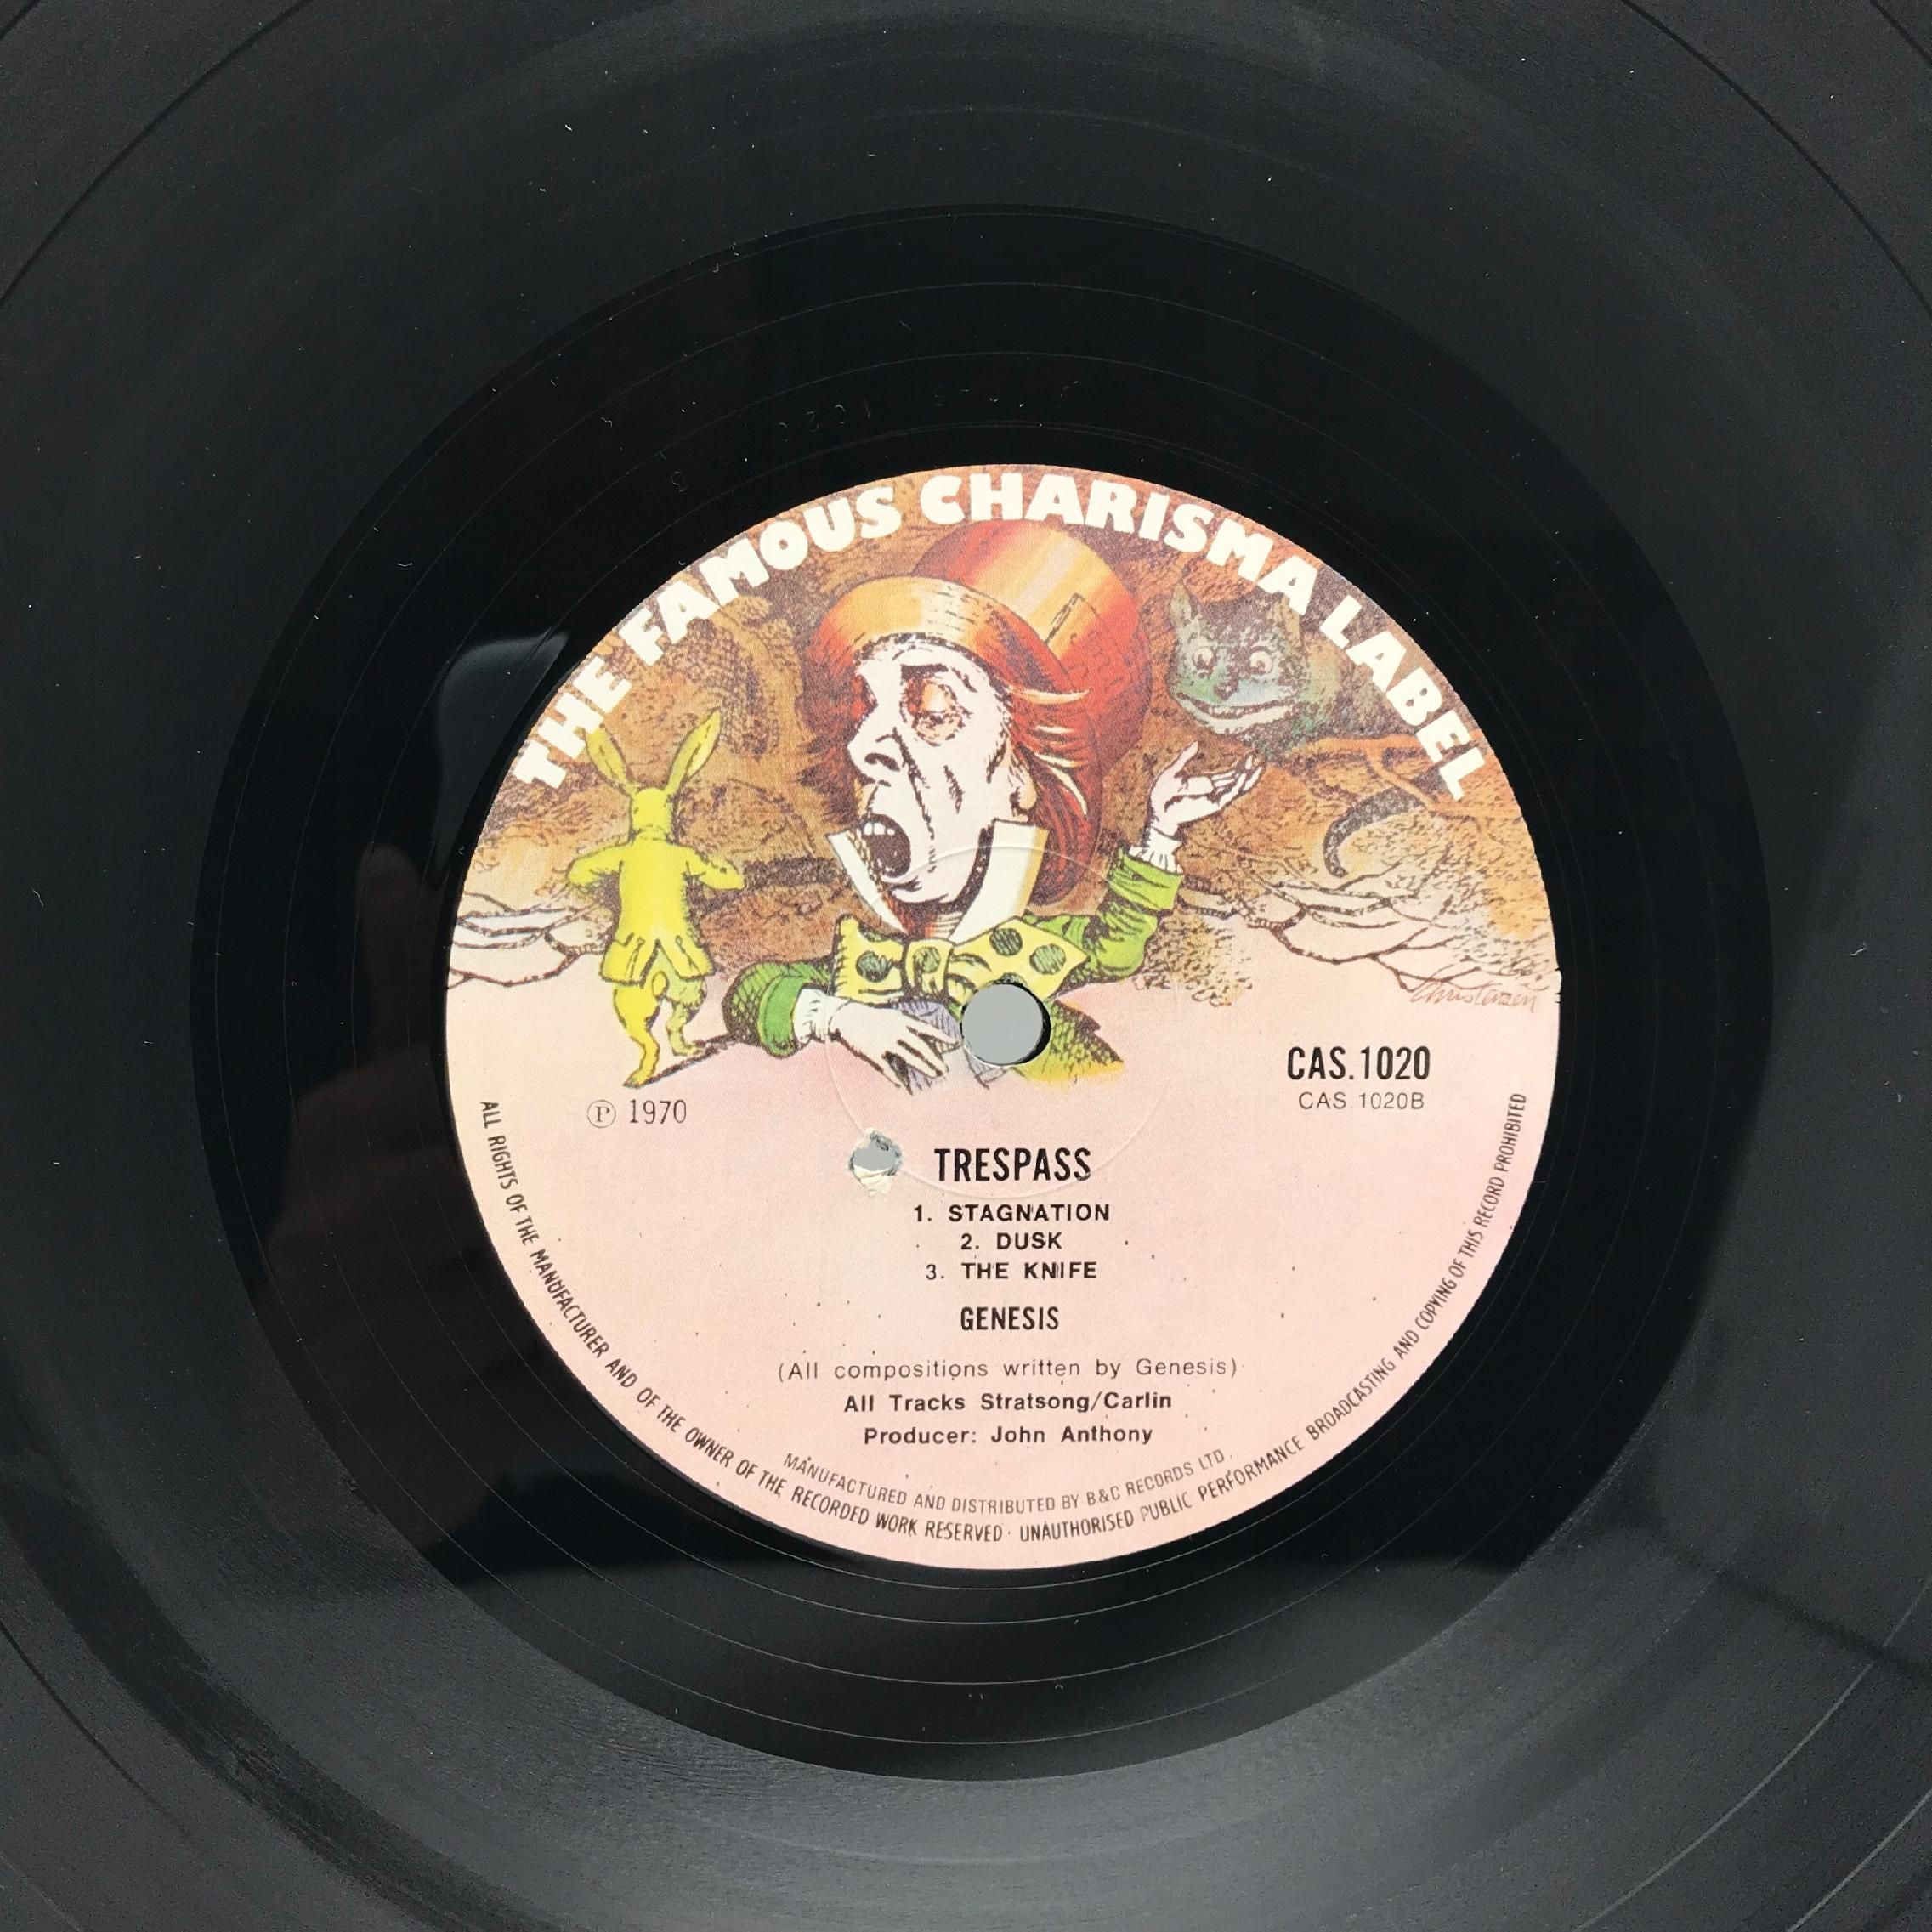 THE FAMOUS CHARISMA LABEL
Christensen
CAS.1020
CAS.1020B
Ⓟ 1970
TRESPASS
1. STAGNATION
2. DUSK
3. THE KNIFE
GENESIS
(All compositions written by Genesis)
All Tracks Stratsong/Carlin
Producer: John Anthony
MANUFACTURED AND DISTRIBUTED BY B&C RECORDS LTD.
ALL RIGHTS OF THE MANUFACTURER AND OF THE OWNER OF THE RECORDED WORK RESERVED · UNAUTHORISED PUBLIC PERFORMANCE BROADCASTING AND COPYING OF THIS RECORD PROHIBITED